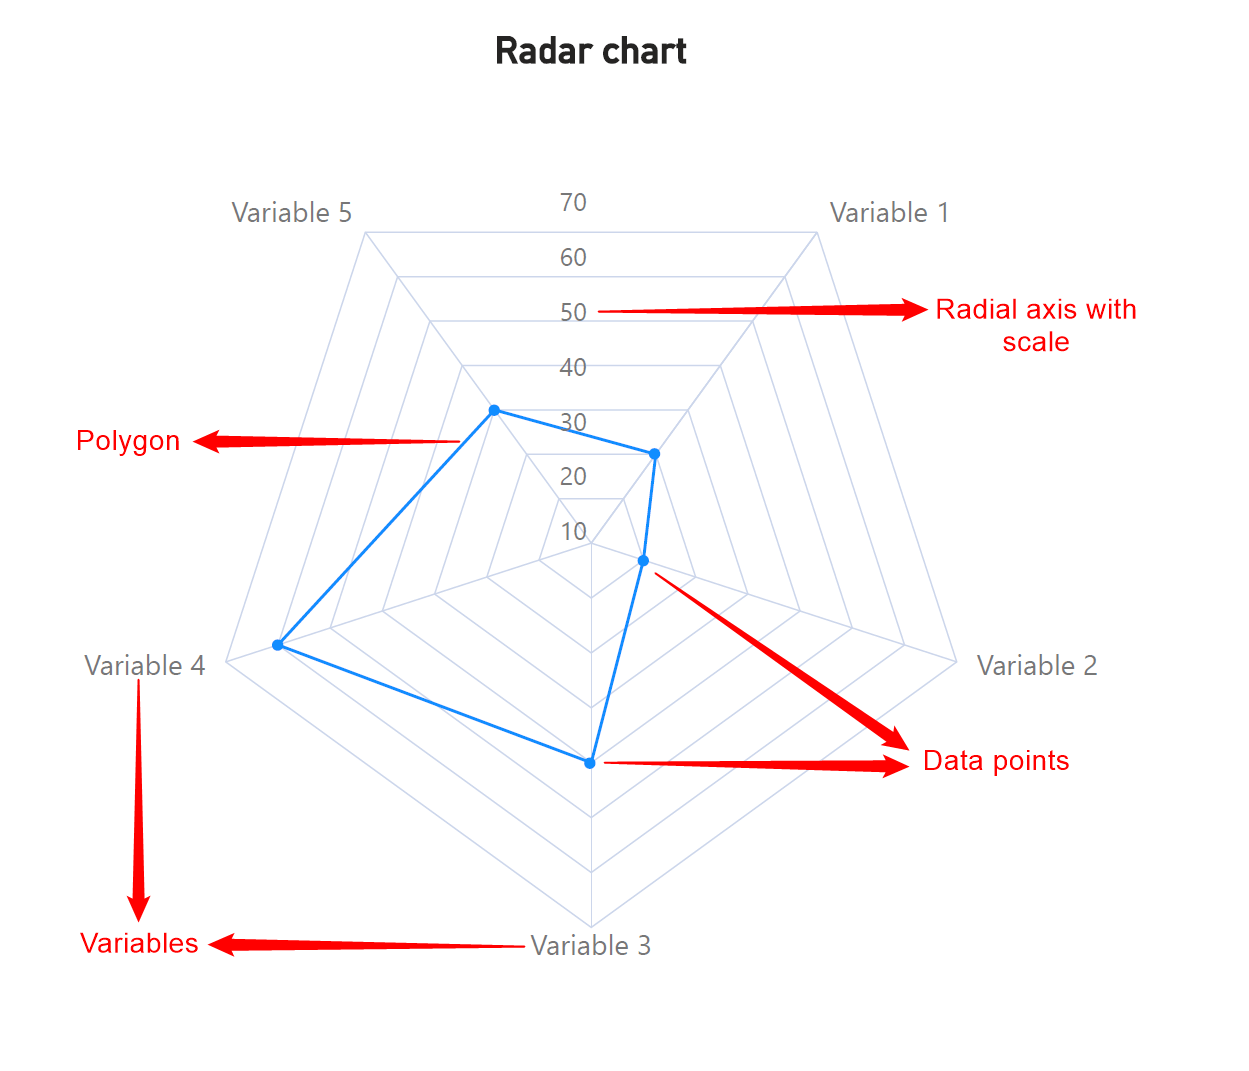 Radar chart
Variable 5
70
Variable 1
60
50
Radial axis with
scale
40
30
Polygon
20
10
Variable 4
Variable 2
Data points
Variables
Variable 3